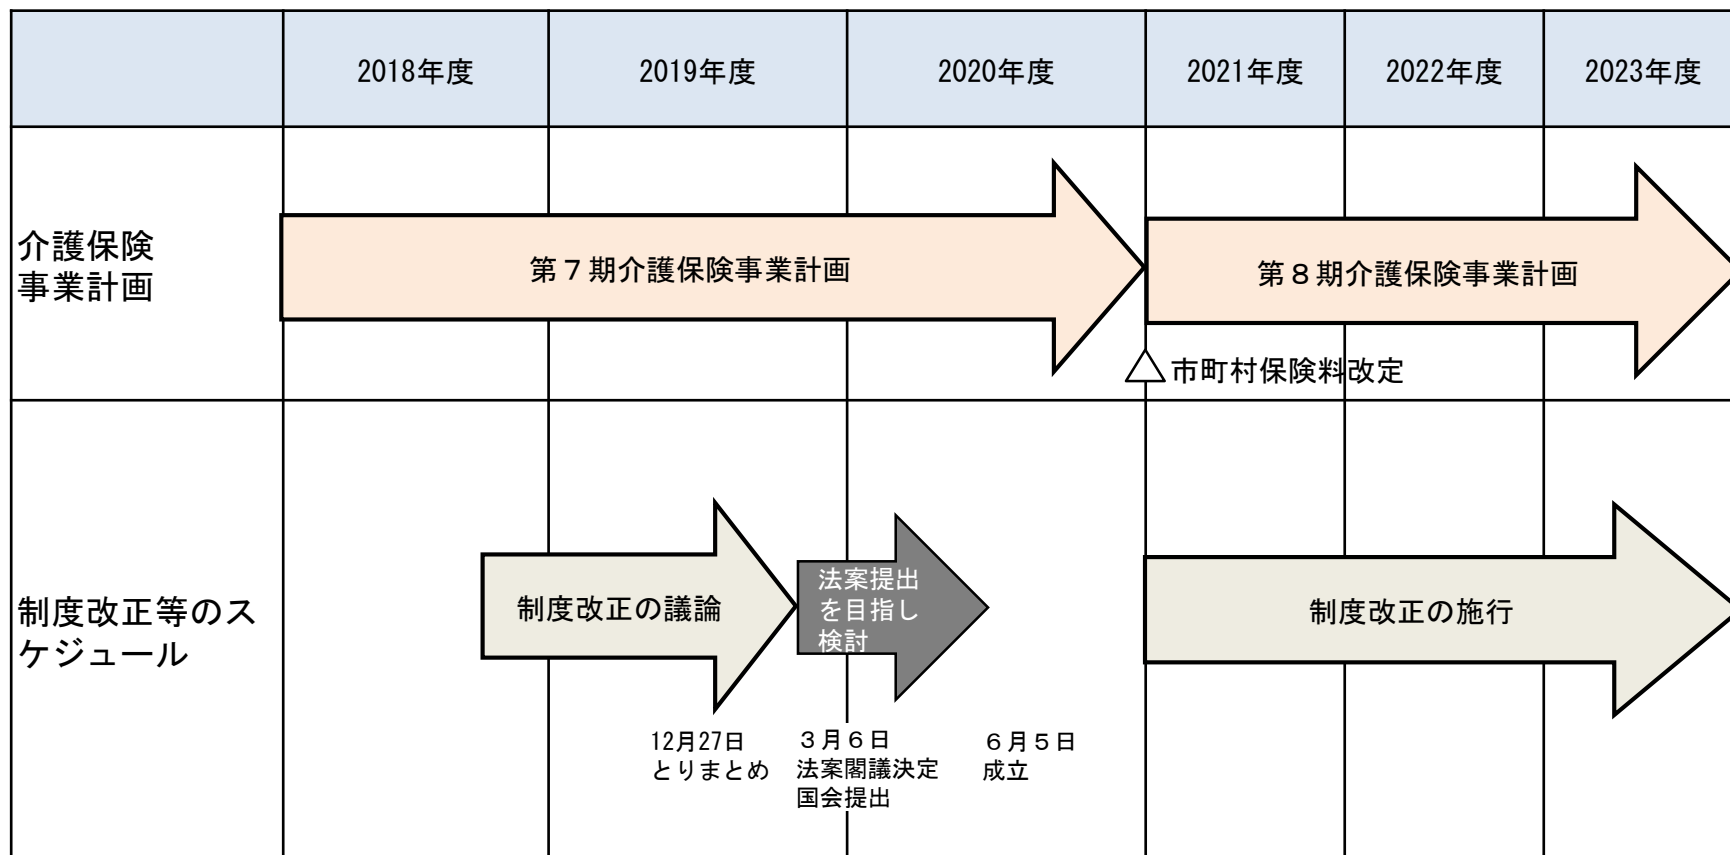 2018年度
2019年度
2020年度
2021年度
2022年度
2023年度
介護保険
事業計画
第７期介護保険事業計画
第８期介護保険事業計画
△市町村保険料改定
制度改正等のス
ケジュール
制度改正の議論
法案提出
を目指し
検討
制度改正の施行
12月27日
とりまとめ
３月６日
法案閣議決定
国会提出
６月５日
成立